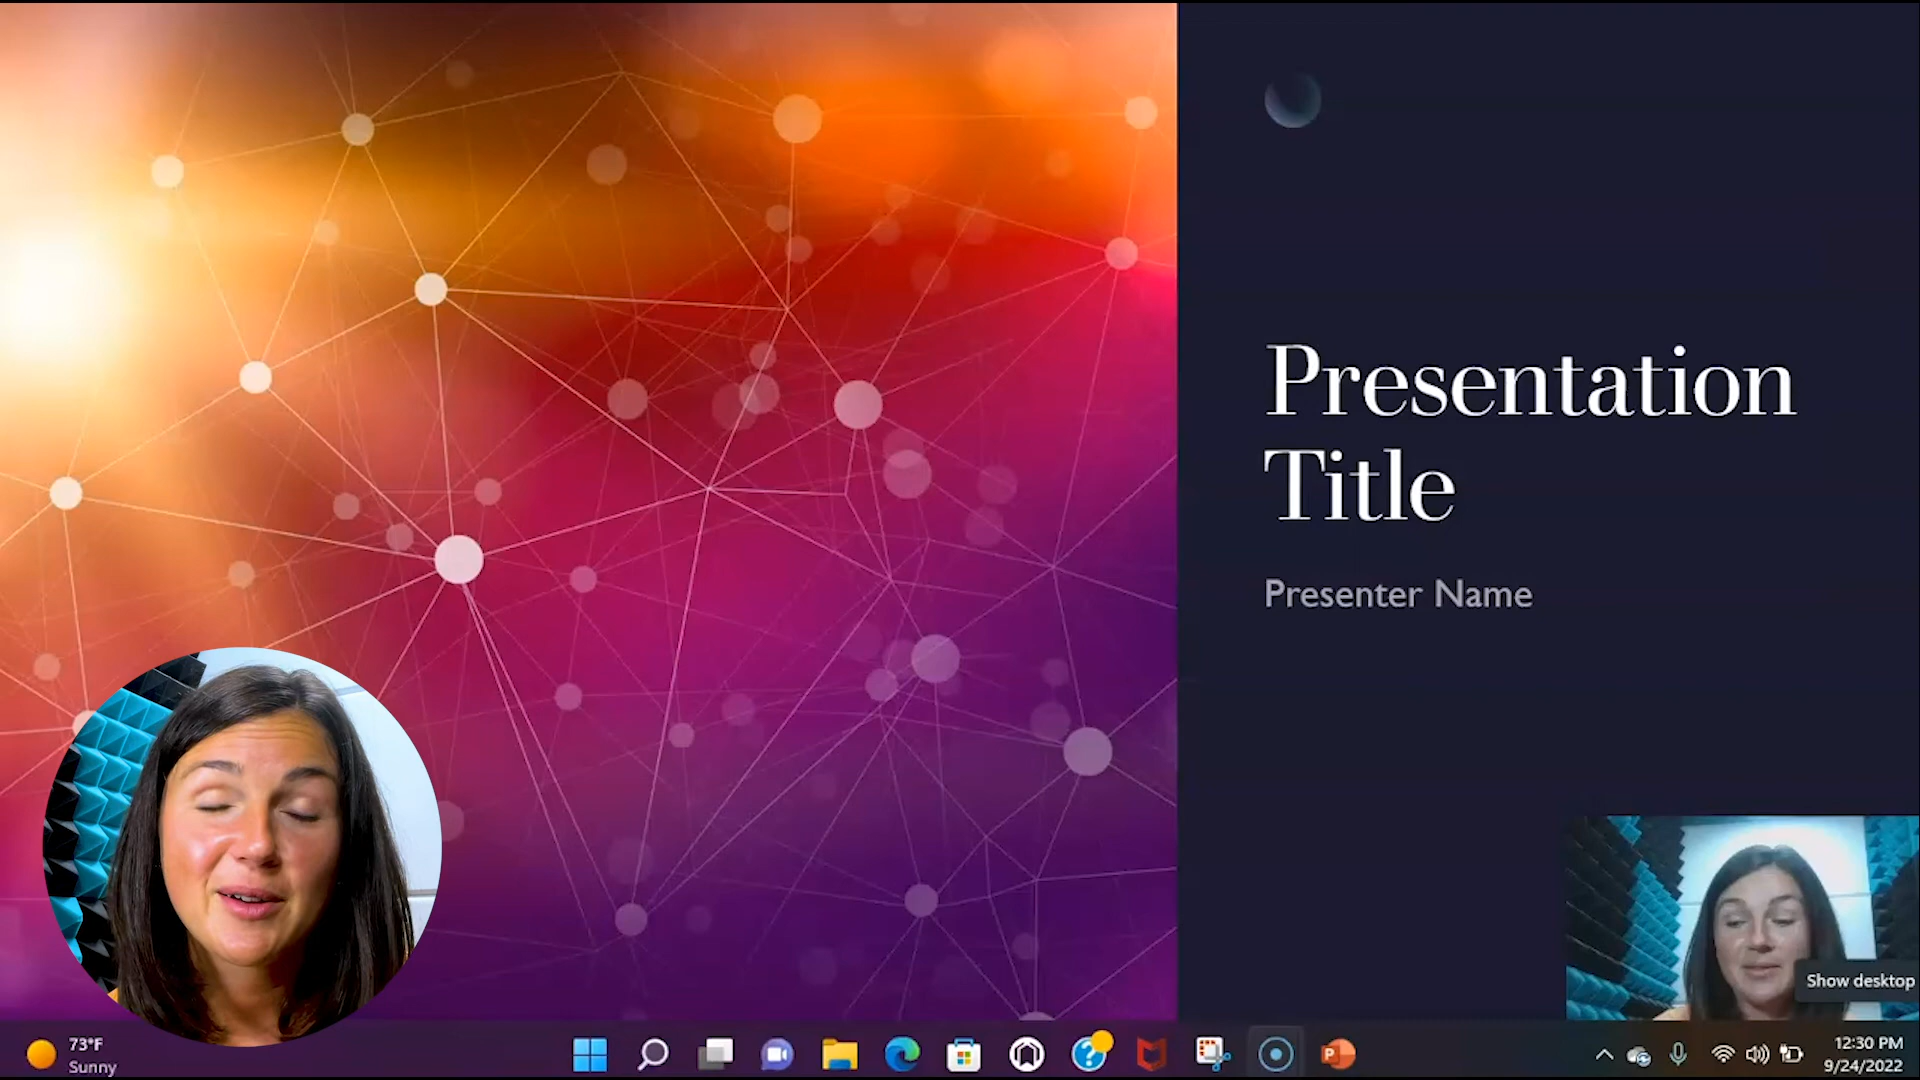 Presentation
Title
Presenter Name
Show desktop
73°F
Sunny
P
12:30 PM
9/24/2022